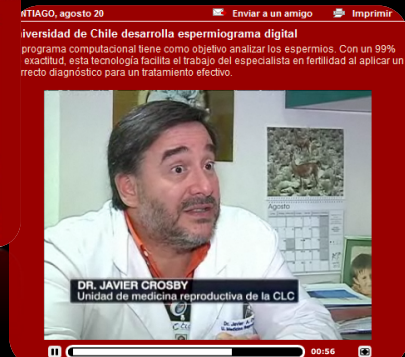 NTIAGO, agosto 20 Enviar a un amigo Imprimir
iversidad de Chile desarrolla espermiograma digital
programa computacional tiene como objetivo analizar los espermios. Con un 99%
exactitud, esta tecnología facilita el trabajo del especialista en fertilidad al aplicar un
rrecto diagnóstico para un tratamiento efectivo.
Agosto
DR. JAVIER CROSBY
Unidad de medicina reproductiva de la CLC
00:56